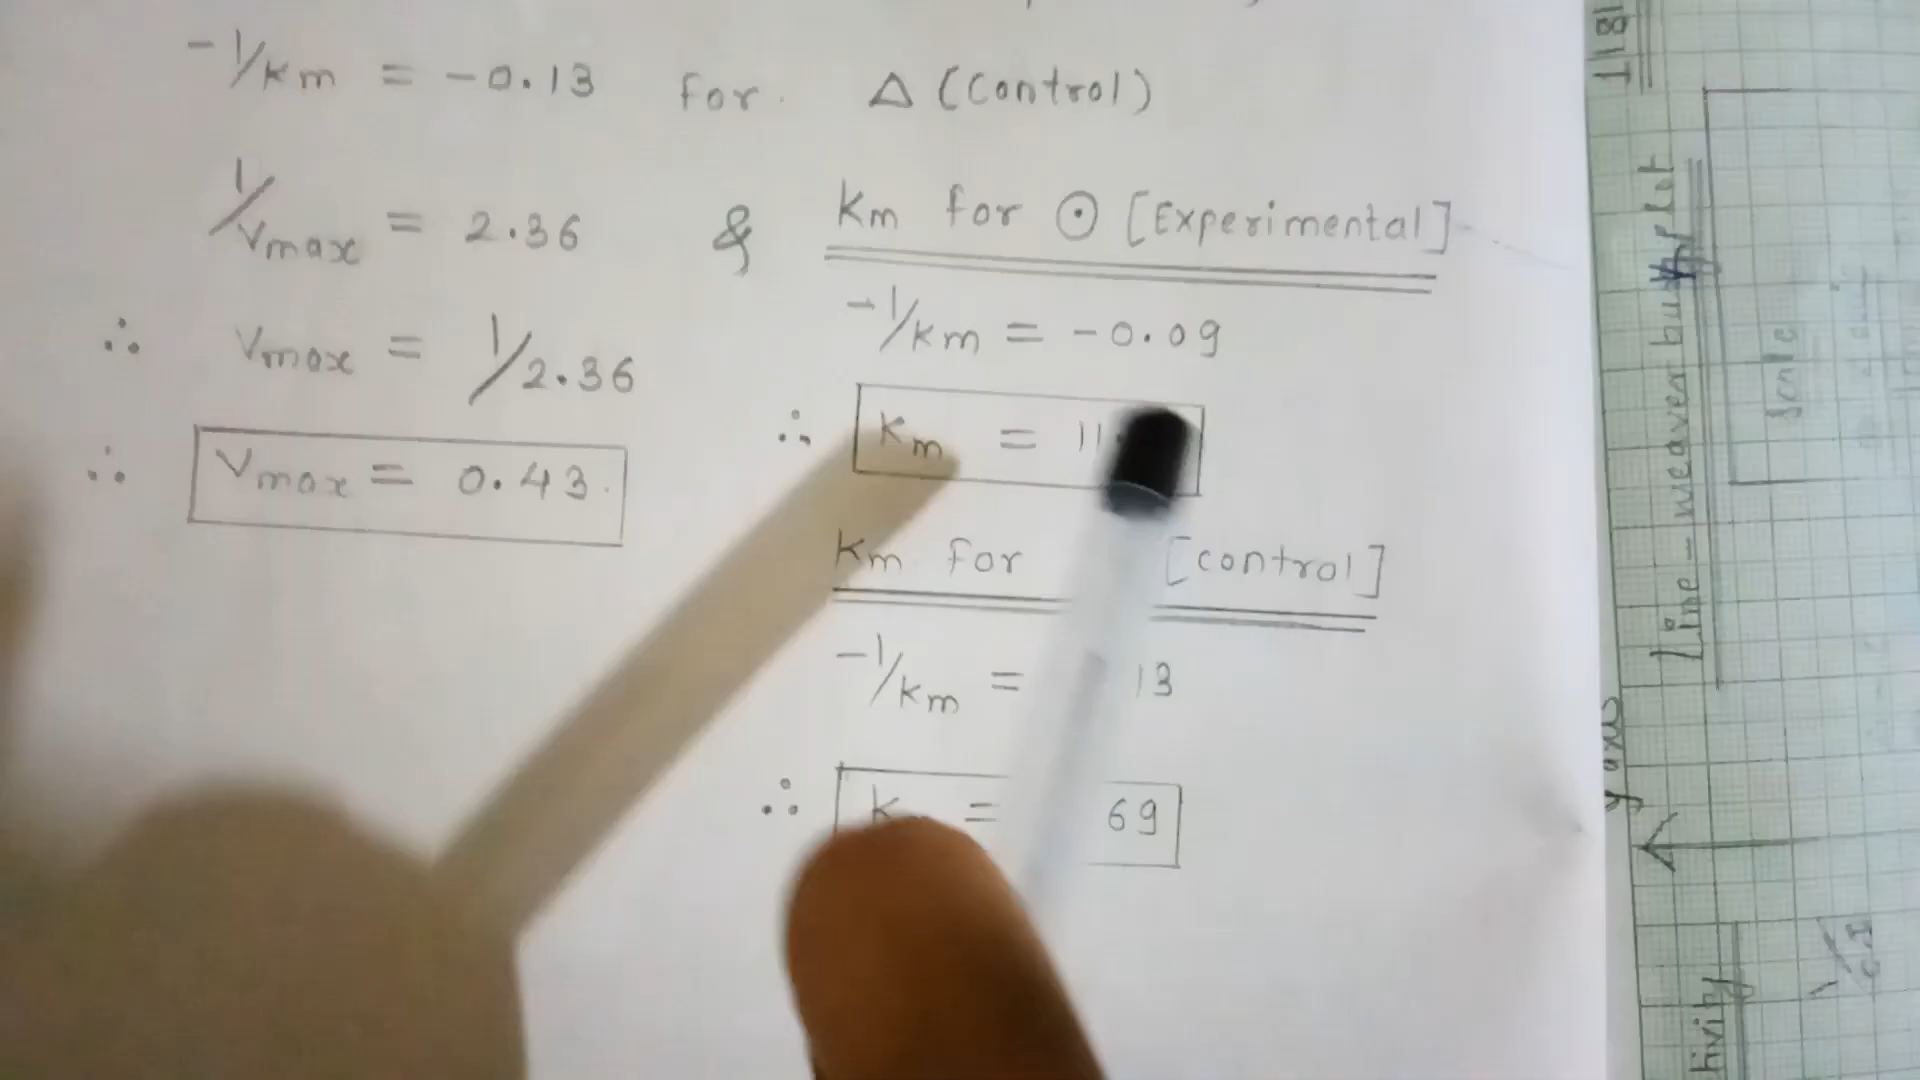 -1/Km = -0.13 for Δ (control)
1/Vmax = 2.36 &
∴ Vmax = 1/2.36
∴ Vmax = 0.43
Km for ⊙ [Experimental]
-1/Km = -0.09
∴ Km = 11
Km for [control]
-1/Km = 13
∴ K = 69
Line-weaver plot
Scale
y axis